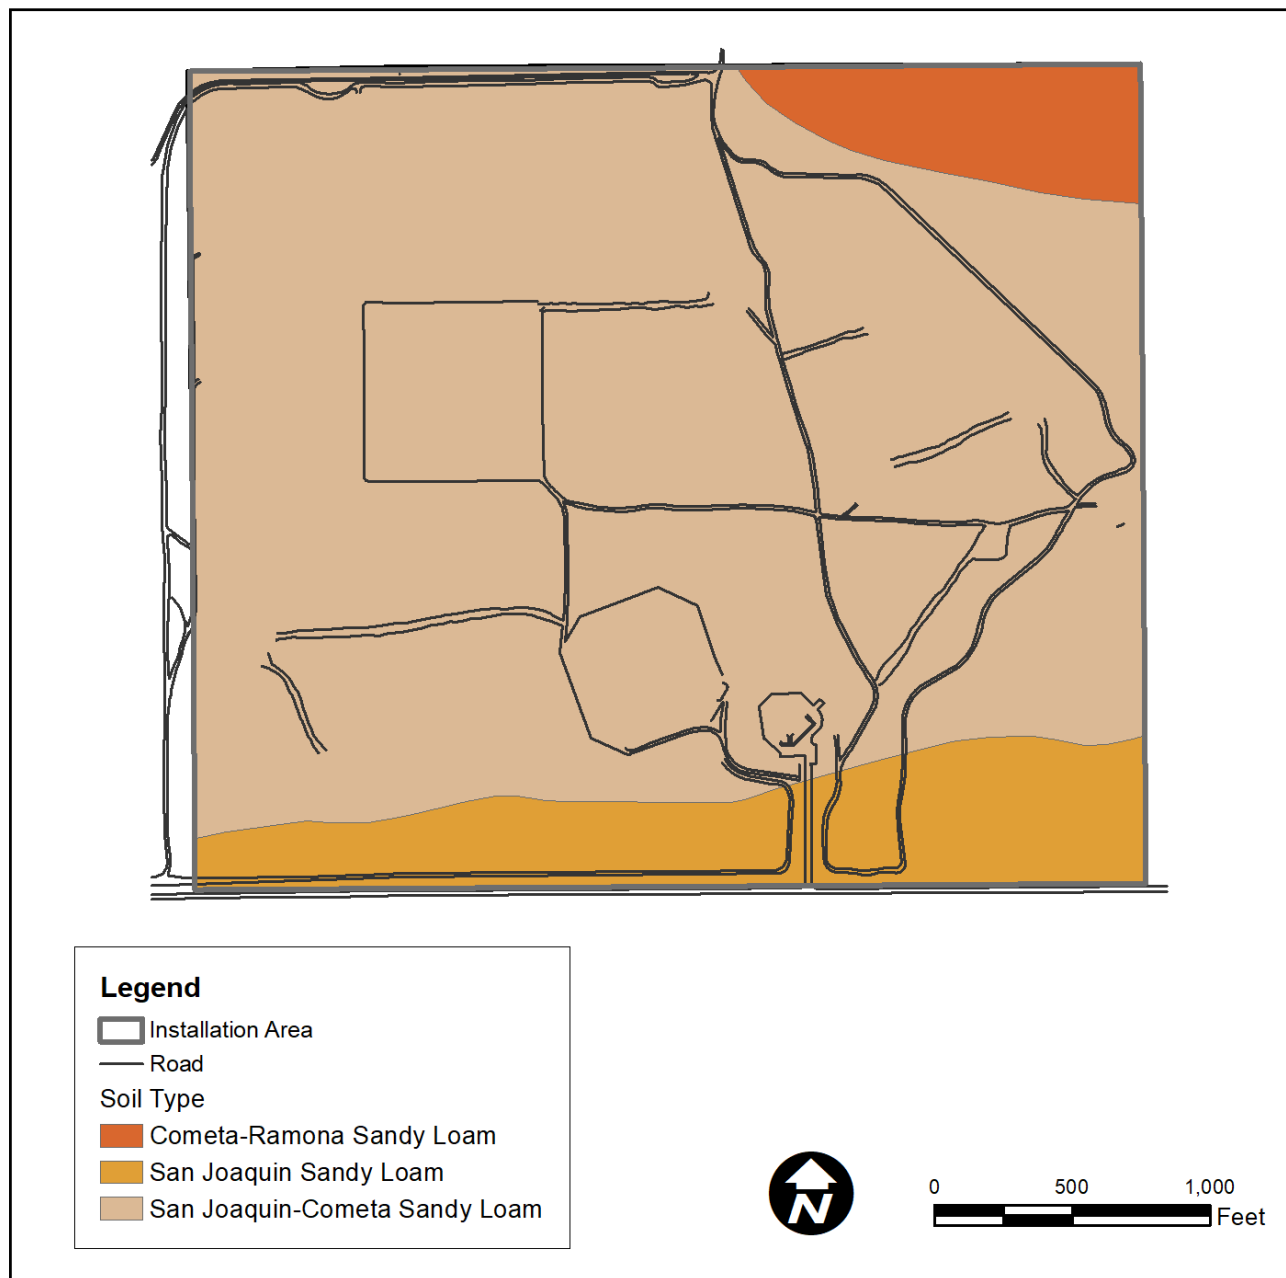 Legend
Installation Area
Road
Soil Type
Cometa-Ramona Sandy Loam
San Joaquin Sandy Loam
San Joaquin-Cometa Sandy Loam
N
0 500 1,000
Feet